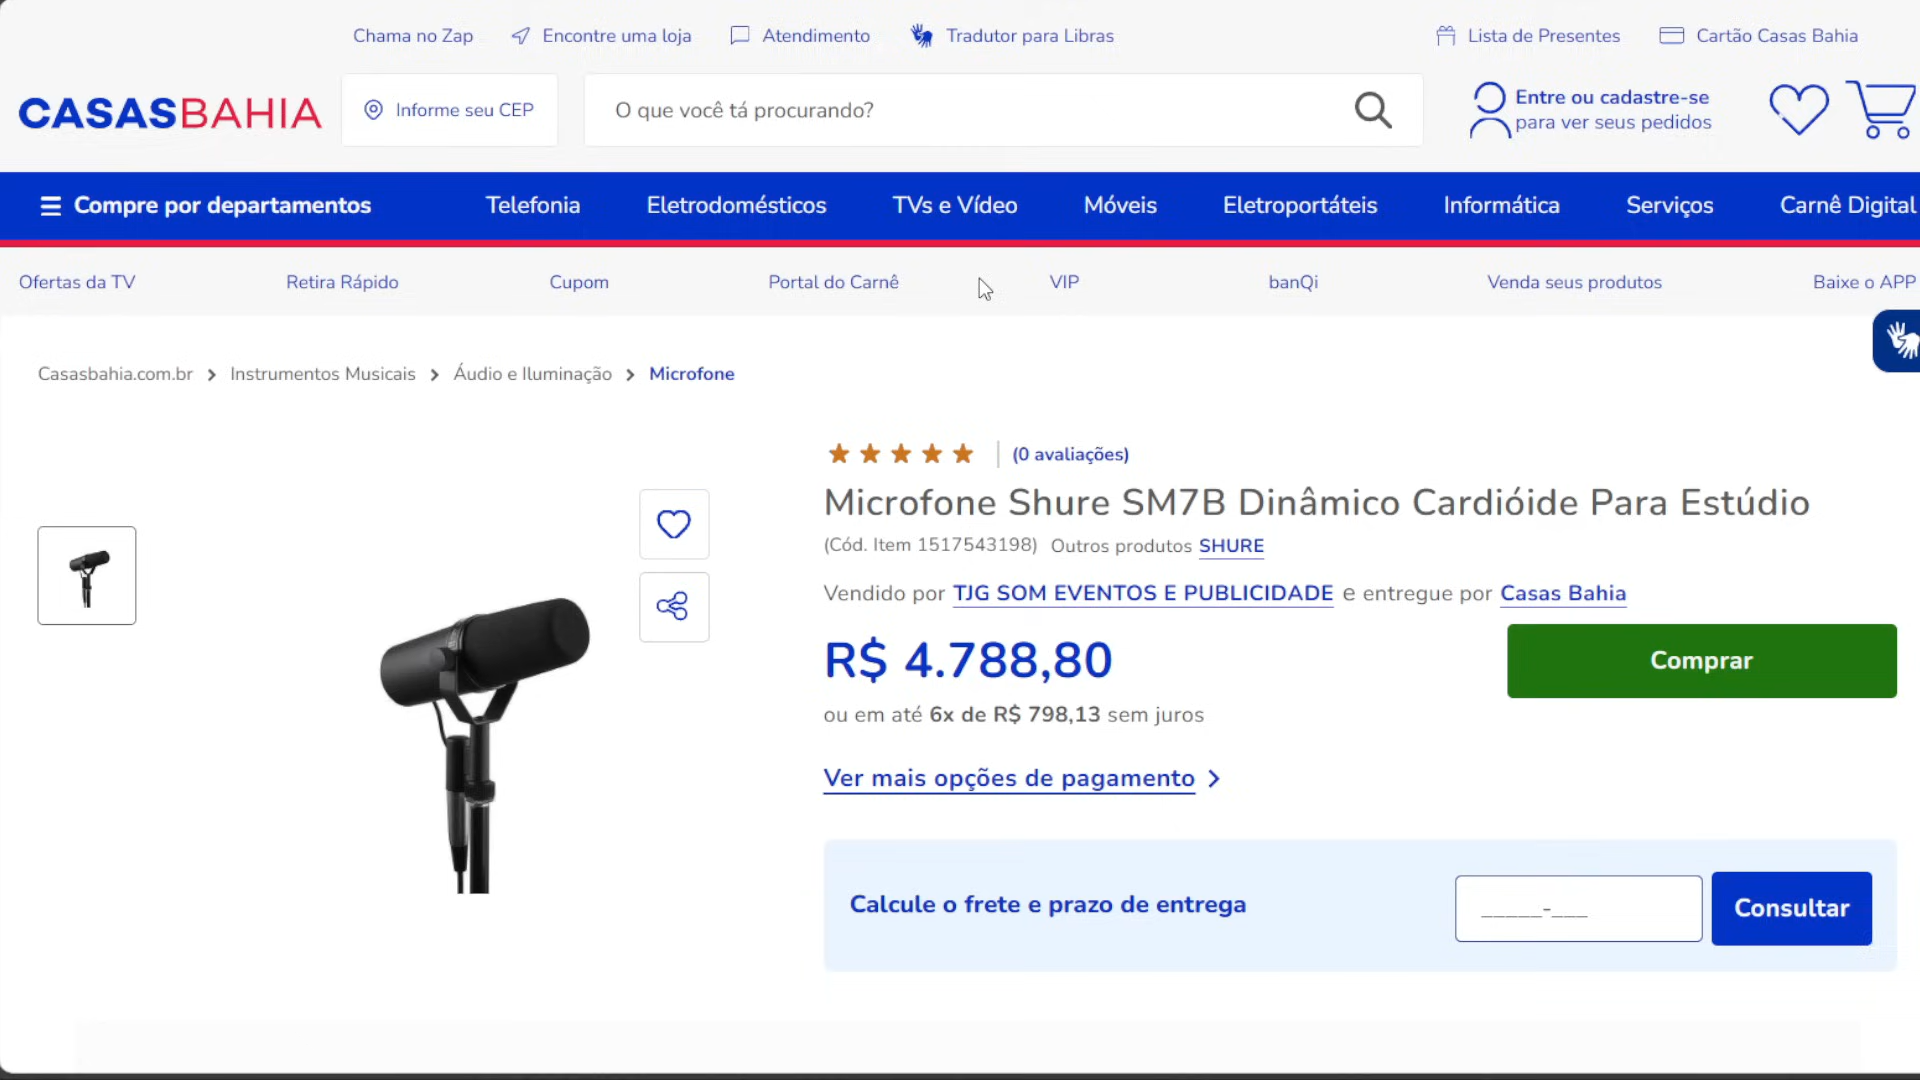 Chama no Zap
Encontre uma loja
Atendimento
Tradutor para Libras
Lista de Presentes
Cartão Casas Bahia
CASASBAHIA
Informe seu CEP
O que você tá procurando?
Entre ou cadastre-se
para ver seus pedidos
Compre por departamentos
Telefonia
Eletrodomésticos
TVs e Vídeo
Móveis
Eletroportáteis
Informática
Serviços
Carnê Digital
Ofertas da TV
Retira Rápido
Cupom
Portal do Carnê
VIP
banQi
Venda seus produtos
Baixe o APP
Casasbahia.com.br > Instrumentos Musicais > Áudio e Iluminação > Microfone
(0 avaliações)
Microfone Shure SM7B Dinâmico Cardióide Para Estúdio
(Cód. Item 1517543198) Outros produtos SHURE
Vendido por TJG SOM EVENTOS E PUBLICIDADE e entregue por Casas Bahia
R$ 4.788,80
Comprar
ou em até 6x de R$ 798,13 sem juros
Ver mais opções de pagamento >
Calcule o frete e prazo de entrega
_____-___
Consultar